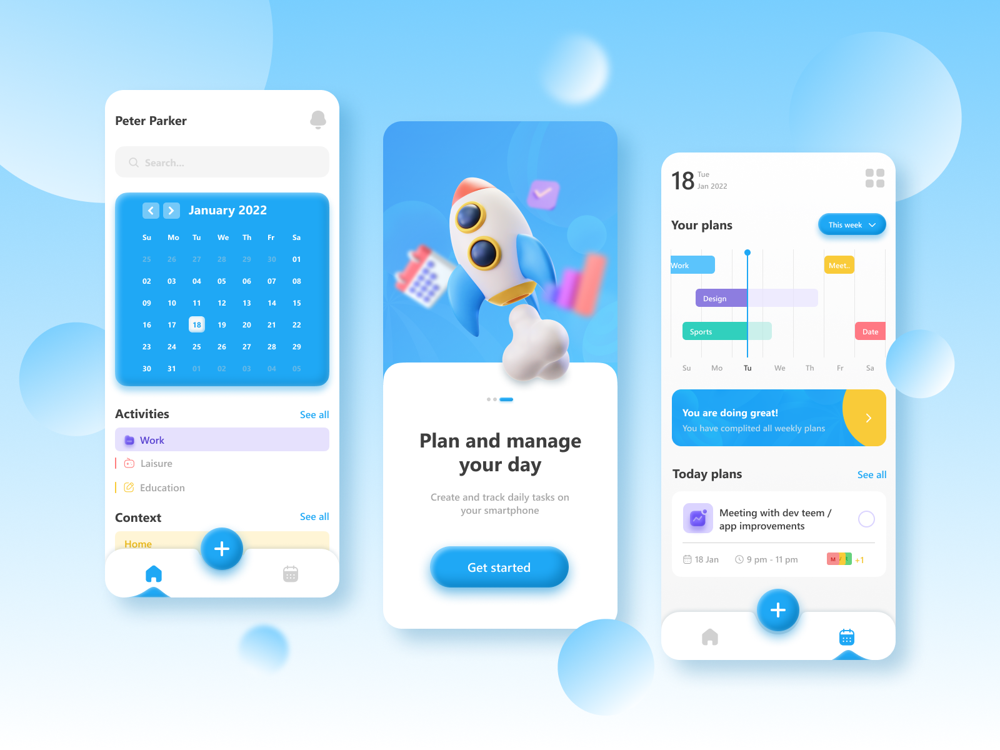 Peter Parker
Search...
January 2022
Su Mo Tu We Th Fr Sa
25 26 27 28 29 30 01
02 03 04 05 06 07 08
09 10 11 12 13 14 15
16 17 18 19 20 21 22
23 24 25 26 27 28 29
30 31 01 02 03 04 05
Activities See all
Work
Laisure
Education
Context See all
Home
Plan and manage
your day
Create and track daily tasks on
your smartphone
Get started
18 Tue
Jan 2022
Your plans This week
Work Meet..
Design
Sports Date
Su Mo Tu We Th Fr Sa
You are doing great!
You have complited all weekly plans
Today plans See all
Meeting with dev teem /
app improvements
18 Jan 9 pm - 11 pm M +1